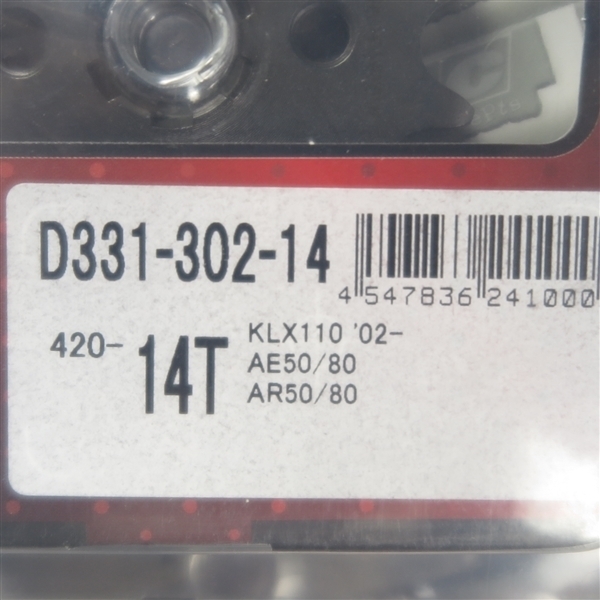 D331-302-14
4 547836 241000
420- 14T
KLX110 '02-
AE50/80
AR50/80